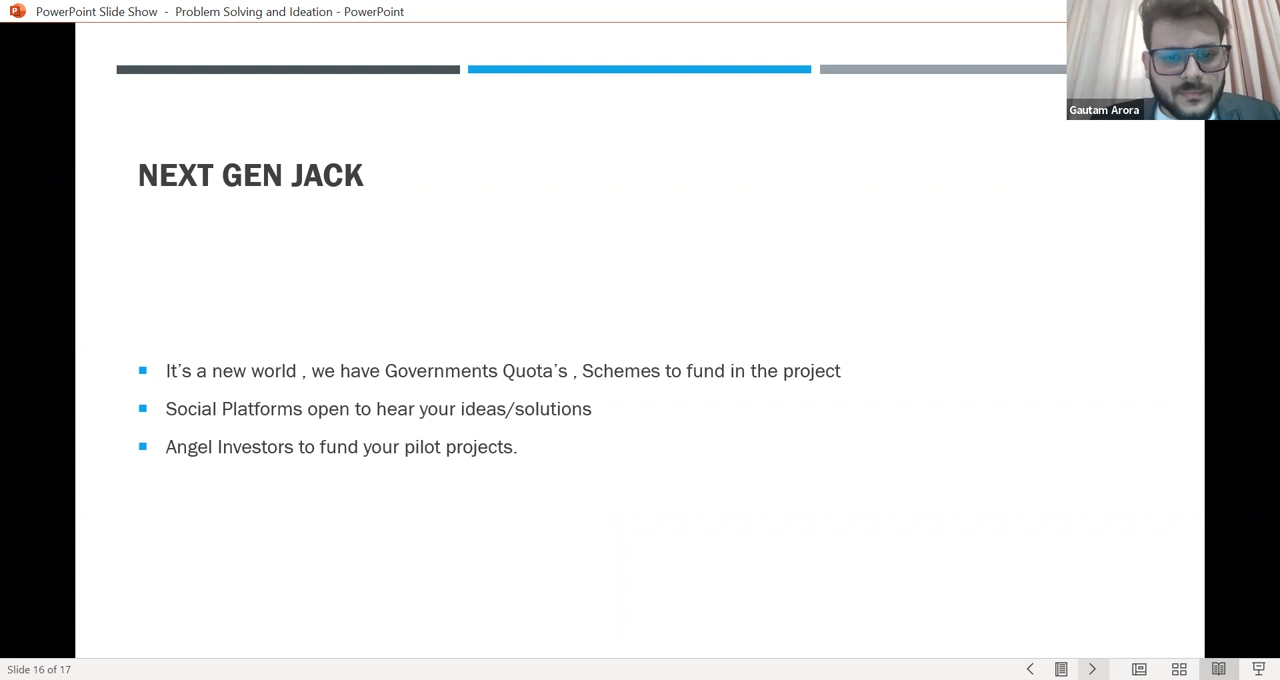 PowerPoint Slide Show - Problem Solving and Ideation - PowerPoint
Gautam Arora
NEXT GEN JACK
It’s a new world , we have Governments Quota’s , Schemes to fund in the project
Social Platforms open to hear your ideas/solutions
Angel Investors to fund your pilot projects.
Slide 16 of 17